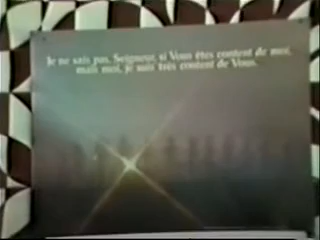 Je ne sais pas, Seigneur, si Vous êtes content de moi,
mais moi, je suis très content de Vous.